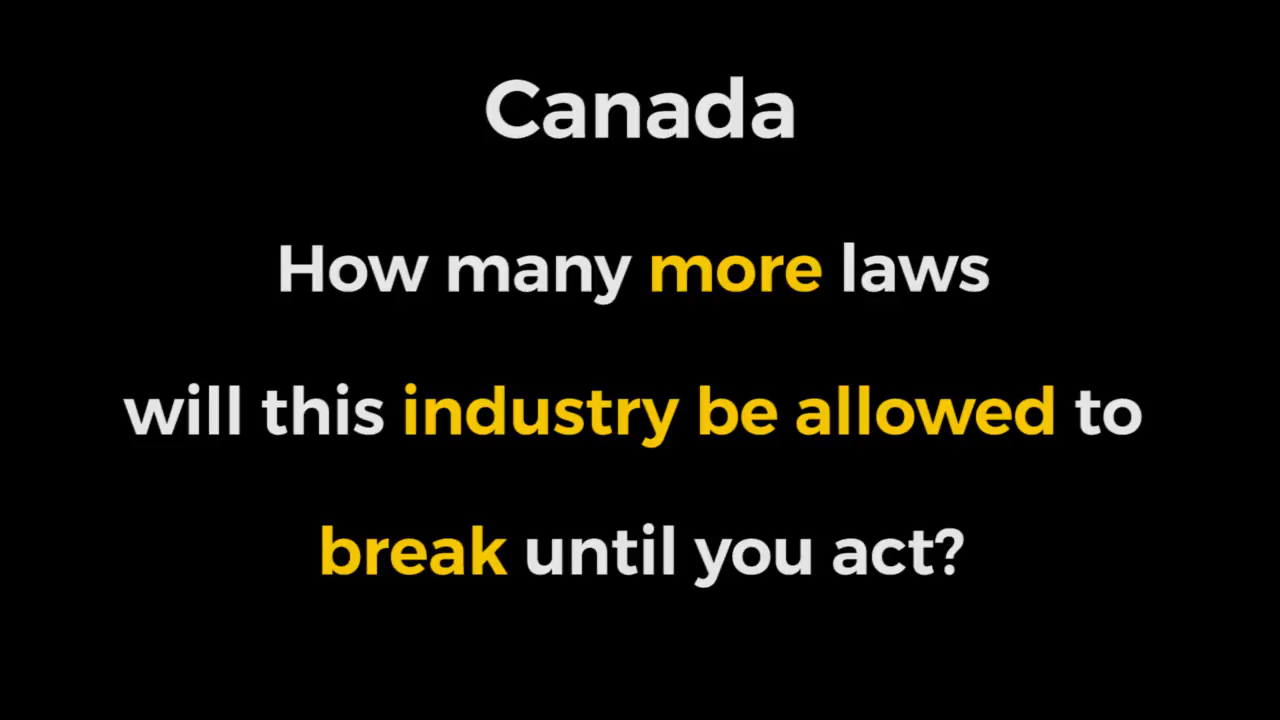 Canada
How many more laws
will this industry be allowed to
break until you act?